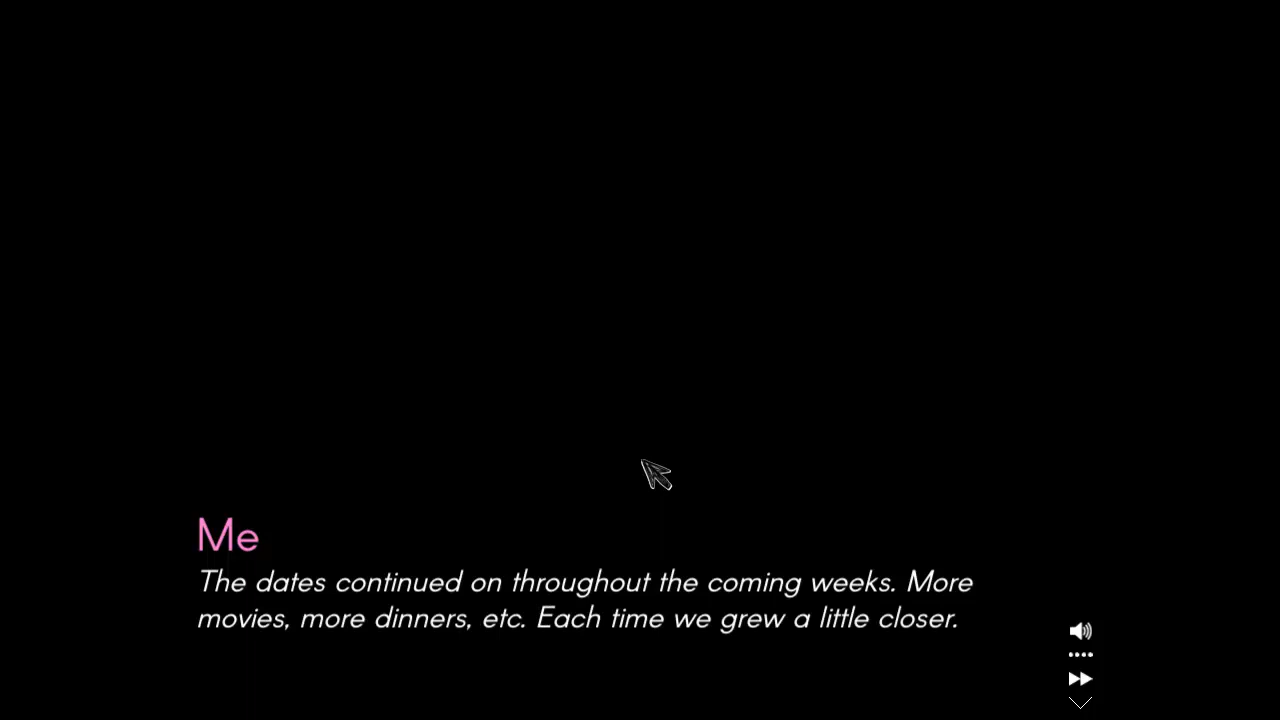 Me
The dates continued on throughout the coming weeks. More
movies, more dinners, etc. Each time we grew a little closer.